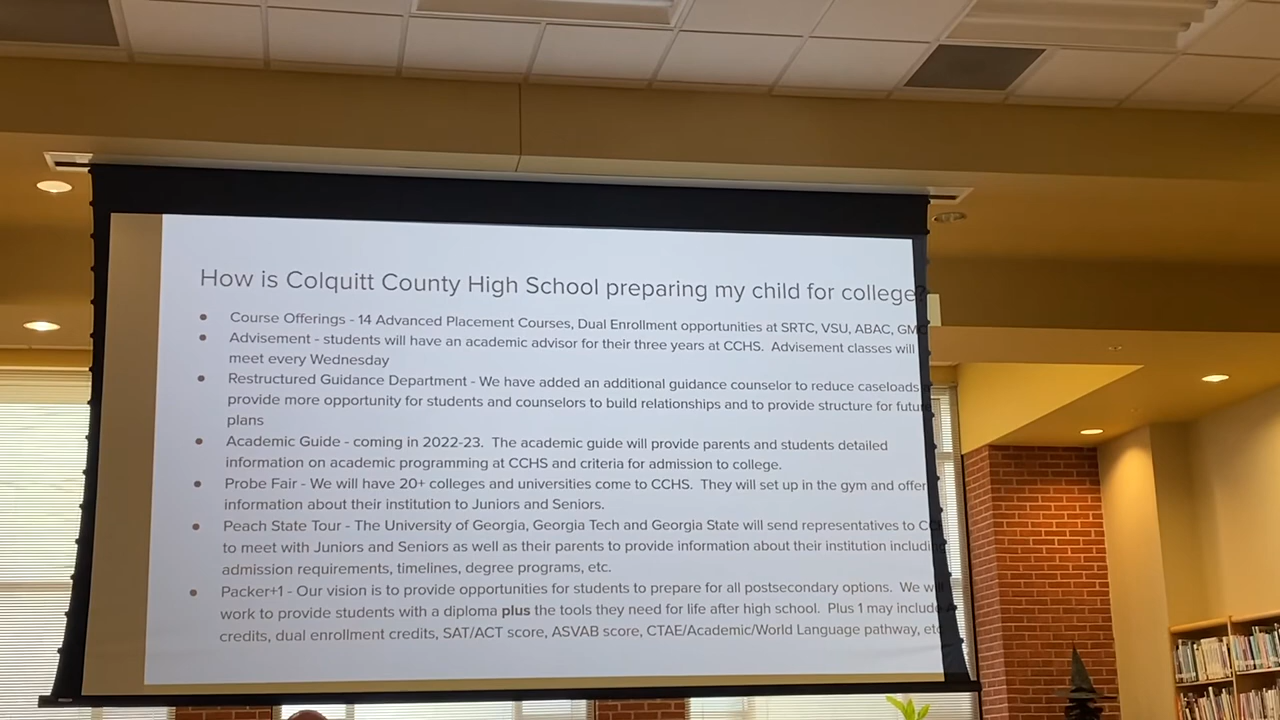 How is Colquitt County High School preparing my child for college?
● Course Offerings - 14 Advanced Placement Courses, Dual Enrollment opportunities at SRTC, VSU, ABAC, GMC
● Advisement - students will have an academic advisor for their three years at CCHS. Advisement classes will
meet every Wednesday
● Restructured Guidance Department - We have added an additional guidance counselor to reduce caseloads
provide more opportunity for students and counselors to build relationships and to provide structure for
plans
● Academic Guide - coming in 2022-23. The academic guide will provide parents and students detailed
information on academic programming at CCHS and criteria for admission to college.
● Probe Fair - We will have 20+ colleges and universities come to CCHS. They will set up in the gym and offer
information about their institution to Juniors and Seniors.
● Peach State Tour - The University of Georgia, Georgia Tech and Georgia State will send representatives to
to meet with Juniors and Seniors as well as their parents to provide information about their institution
admission requirements, timelines, degree programs, etc.
● Packer+1 - Our vision is to provide opportunities for students to prepare for all postsecondary options. We will
work to provide students with a diploma plus the tools they need for life after high school. Plus 1 may include
credits, dual enrollment credits, SAT/ACT score, ASVAB score, CTAE/Academic/World Language pathway, etc